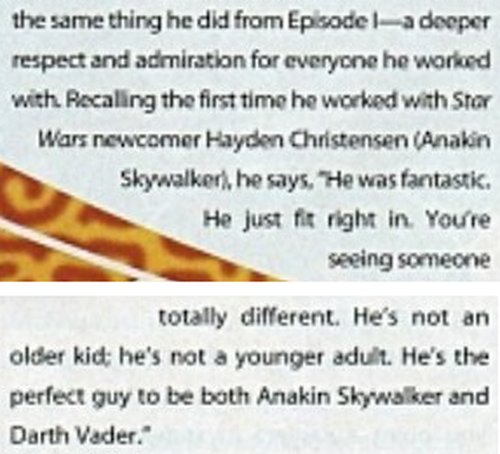 the same thing he did from Episode I—a deeper
respect and admiration for everyone he worked
with. Recalling the first time he worked with Star
Wars newcomer Hayden Christensen (Anakin
Skywalker), he says, "He was fantastic.
He just fit right in. You're
seeing someone
totally different. He's not an
older kid; he's not a younger adult. He's the
perfect guy to be both Anakin Skywalker and
Darth Vader."